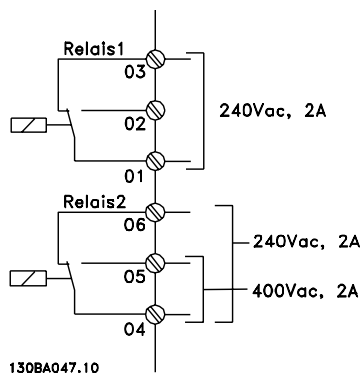 Relais1
03
02
240Vac, 2A
01
Relais2
06
240Vac, 2A
05
400Vac, 2A
04
130BA047.10